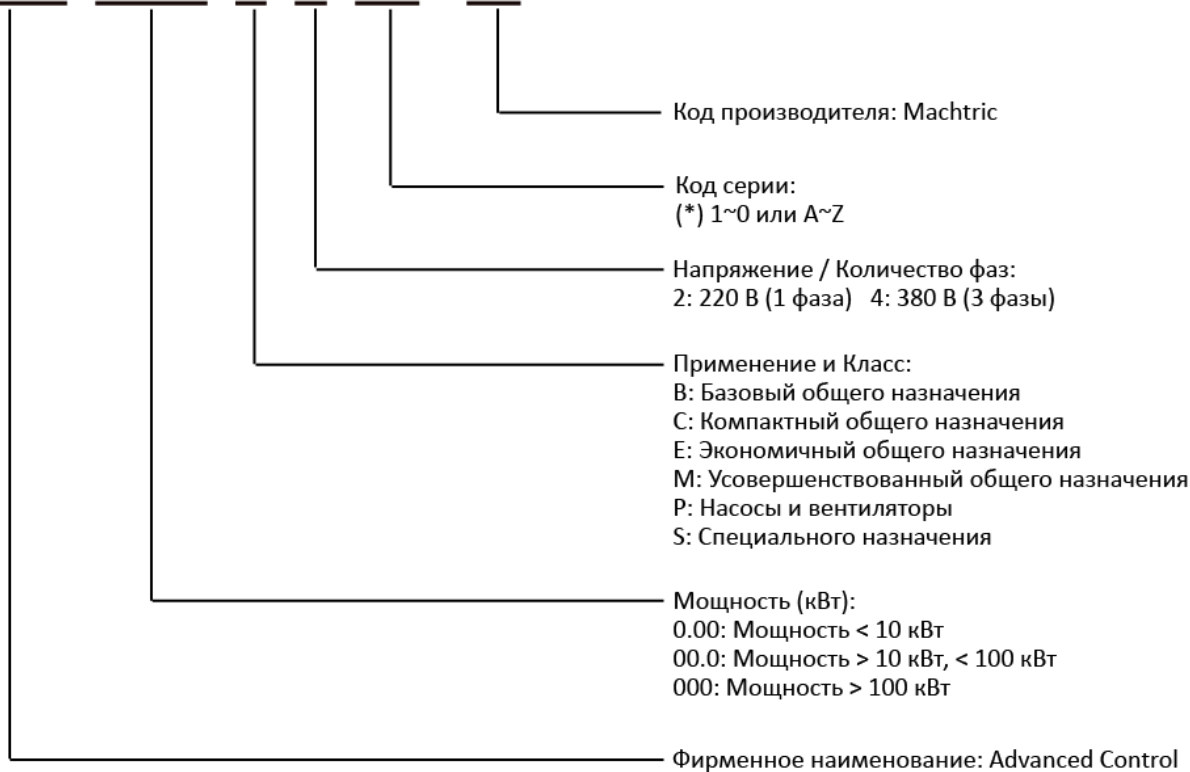 Код производителя: Machtric
Код серии:
(*) 1~0 или A~Z
Напряжение / Количество фаз:
2: 220 В (1 фаза)   4: 380 В (3 фазы)
Применение и Класс:
B: Базовый общего назначения
C: Компактный общего назначения
E: Экономичный общего назначения
M: Усовершенствованный общего назначения
P: Насосы и вентиляторы
S: Специального назначения
Мощность (кВт):
0.00: Мощность < 10 кВт
00.0: Мощность > 10 кВт, < 100 кВт
000: Мощность > 100 кВт
Фирменное наименование: Advanced Control